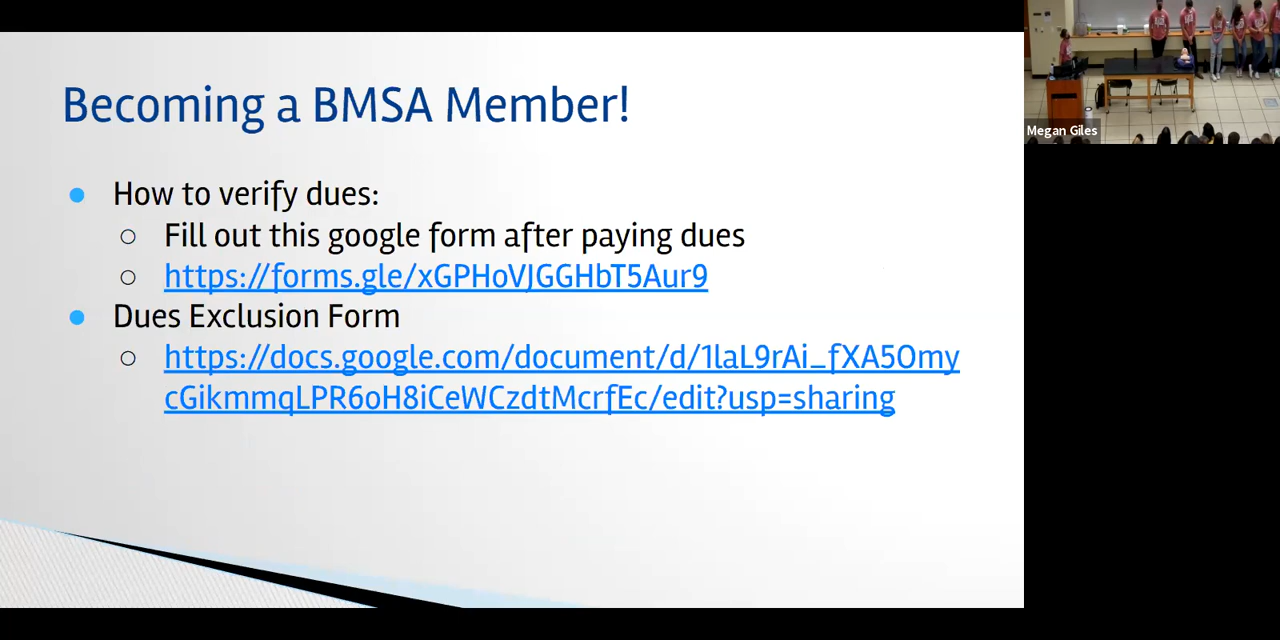 Becoming a BMSA Member!
How to verify dues:
Fill out this google form after paying dues
https://forms.gle/xGPHoVJGGHbT5Aur9
Dues Exclusion Form
https://docs.google.com/document/d/1laL9rAi_fXA5Omy
cGikmmqLPR6oH8iCeWCzdtMcrfEc/edit?usp=sharing
Megan Giles